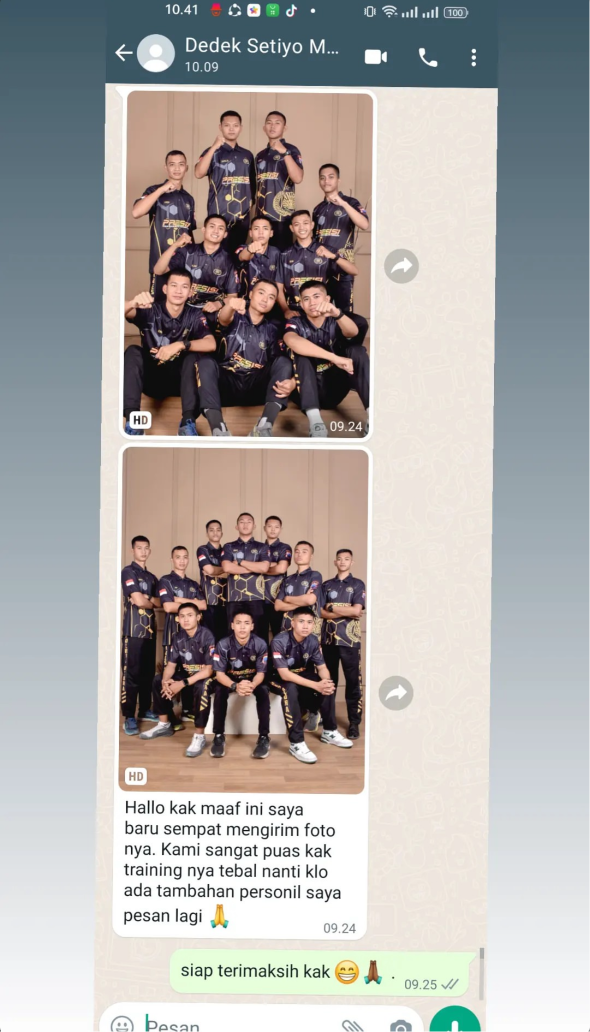 10.41
100
Dedek Setiyo M...
10.09
PRESISI
HD
09.24
HD
Hallo kak maaf ini saya
baru sempat mengirim foto
nya. Kami sangat puas kak
training nya tebal nanti klo
ada tambahan personil saya
pesan lagi 🙏
09.24
siap terimaksih kak 😁🙏🏾 .
09.25
Pesan